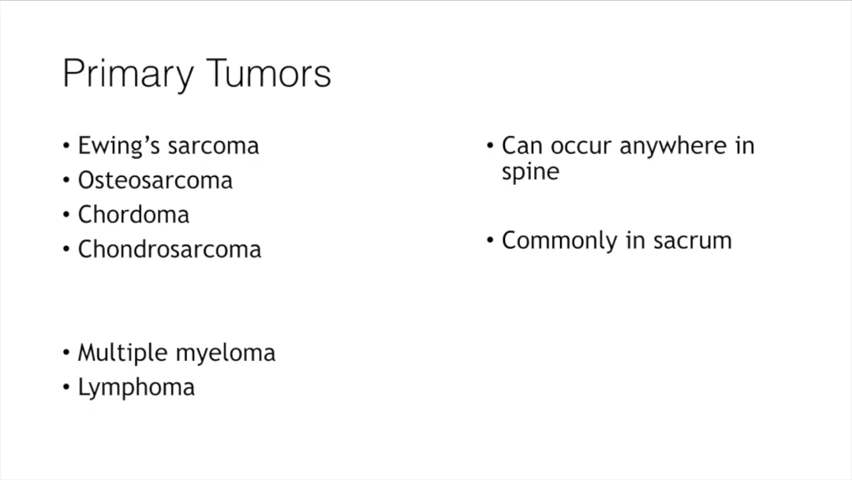 Primary Tumors
• Ewing's sarcoma
• Osteosarcoma
• Chordoma
• Chondrosarcoma
• Multiple myeloma
• Lymphoma
• Can occur anywhere in
spine
• Commonly in sacrum